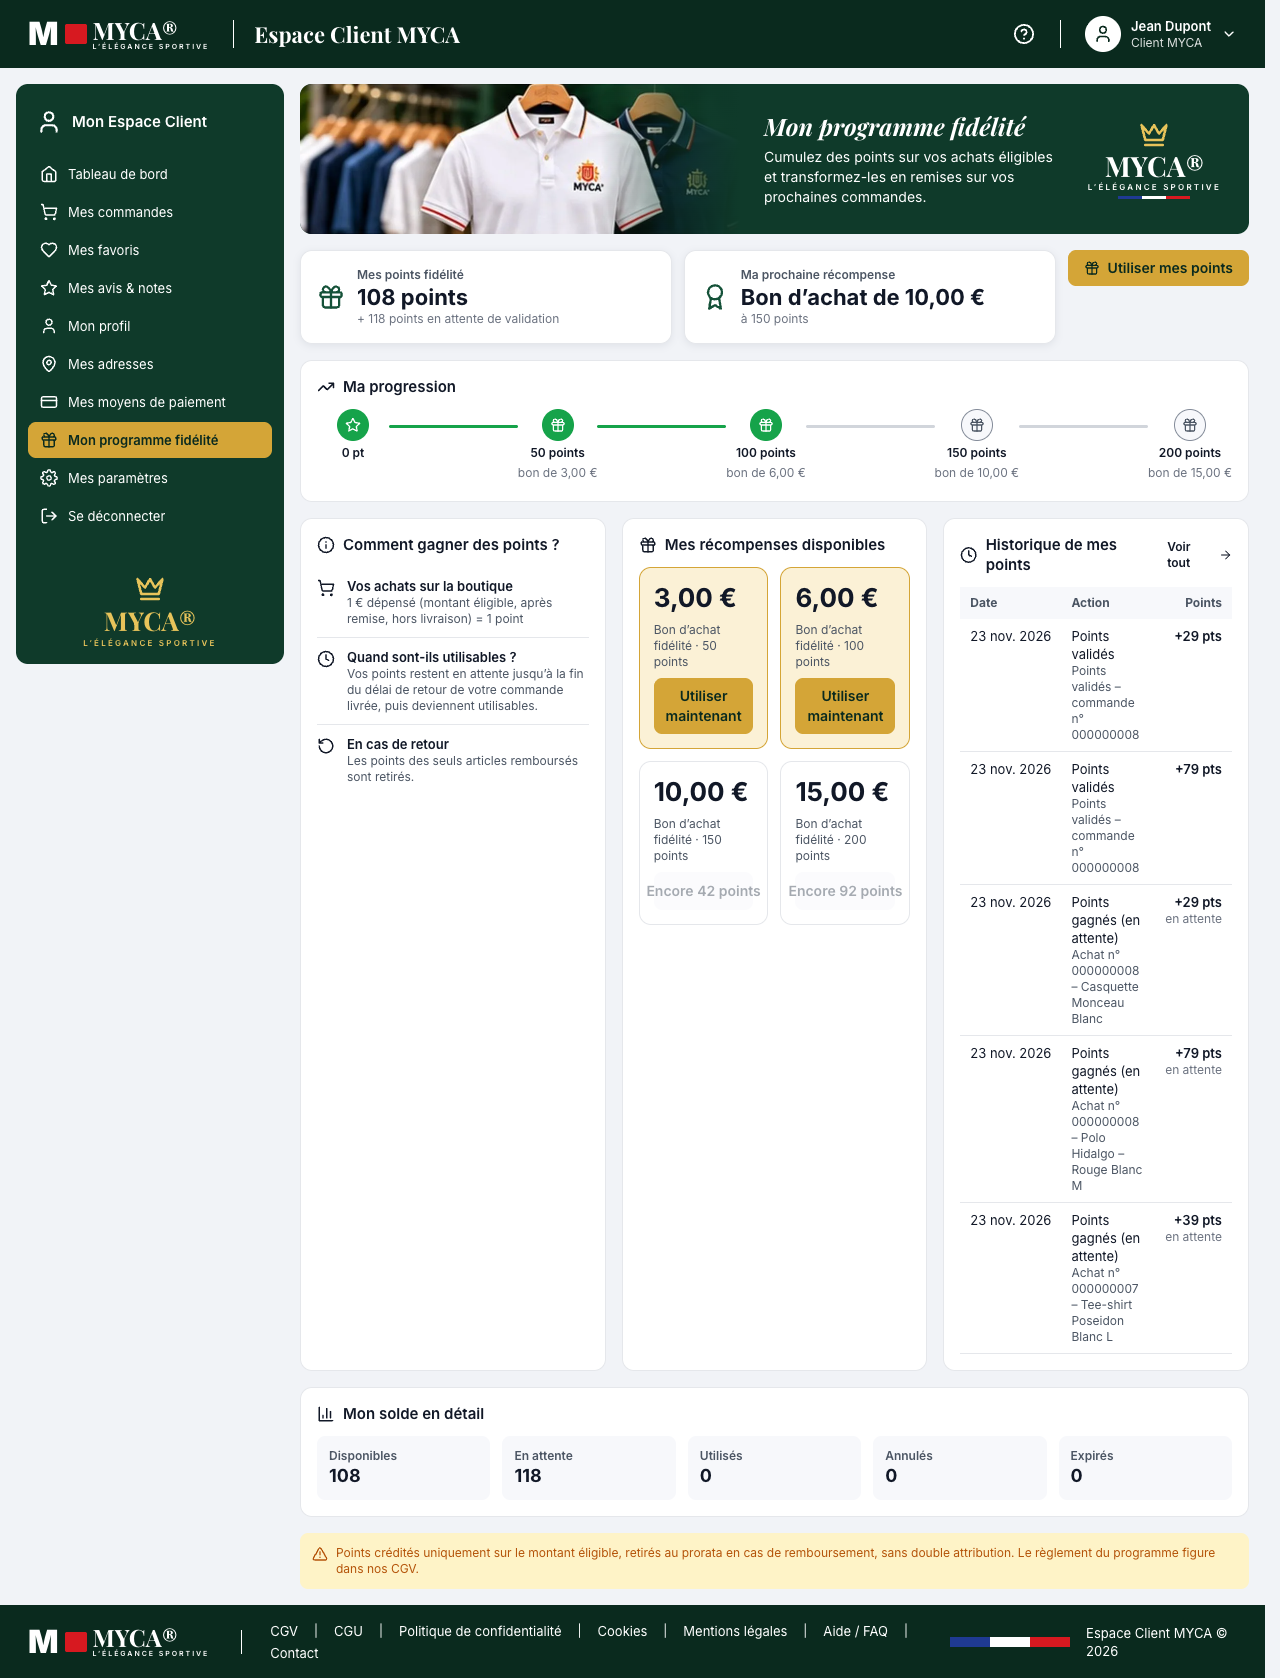 M MYCA®
L'ÉLÉGANCE SPORTIVE
Espace Client MYCA
Jean Dupont
Client MYCA
Mon Espace Client
Tableau de bord
Mes commandes
Mes favoris
Mes avis & notes
Mon profil
Mes adresses
Mes moyens de paiement
Mon programme fidélité
Mes paramètres
Se déconnecter
MYCA®
L'ÉLÉGANCE SPORTIVE
MYCA®
MYCA®
Mon programme fidélité
Cumulez des points sur vos achats éligibles
et transformez-les en remises sur vos
prochaines commandes.
MYCA®
L'ÉLÉGANCE SPORTIVE
Mes points fidélité
108 points
+ 118 points en attente de validation
Ma prochaine récompense
Bon d’achat de 10,00 €
à 150 points
Utiliser mes points
Ma progression
0 pt
50 points
bon de 3,00 €
100 points
bon de 6,00 €
150 points
bon de 10,00 €
200 points
bon de 15,00 €
Comment gagner des points ?
Vos achats sur la boutique
1 € dépensé (montant éligible, après
remise, hors livraison) = 1 point
Quand sont-ils utilisables ?
Vos points restent en attente jusqu’à la fin
du délai de retour de votre commande
livrée, puis deviennent utilisables.
En cas de retour
Les points des seuls articles remboursés
sont retirés.
Mes récompenses disponibles
3,00 €
Bon d’achat
fidélité · 50
points
Utiliser
maintenant
6,00 €
Bon d’achat
fidélité · 100
points
Utiliser
maintenant
10,00 €
Bon d’achat
fidélité · 150
points
Encore 42 points
15,00 €
Bon d’achat
fidélité · 200
points
Encore 92 points
Historique de mes
points
Voir
tout
Date Action Points
23 nov. 2026 Points +29 pts
validés
Points
validés –
commande
n°
000000008
23 nov. 2026 Points +79 pts
validés
Points
validés –
commande
n°
000000008
23 nov. 2026 Points +29 pts
gagnés (en en attente
attente)
Achat n°
000000008
– Casquette
Monceau
Blanc
23 nov. 2026 Points +79 pts
gagnés (en en attente
attente)
Achat n°
000000008
– Polo
Hidalgo –
Rouge Blanc
M
23 nov. 2026 Points +39 pts
gagnés (en en attente
attente)
Achat n°
000000007
– Tee-shirt
Poseidon
Blanc L
Mon solde en détail
Disponibles
108
En attente
118
Utilisés
0
Annulés
0
Expirés
0
Points crédités uniquement sur le montant éligible, retirés au prorata en cas de remboursement, sans double attribution. Le règlement du programme figure
dans nos CGV.
M MYCA®
L'ÉLÉGANCE SPORTIVE
CGV | CGU | Politique de confidentialité | Cookies | Mentions légales | Aide / FAQ |
Contact
Espace Client MYCA ©
2026